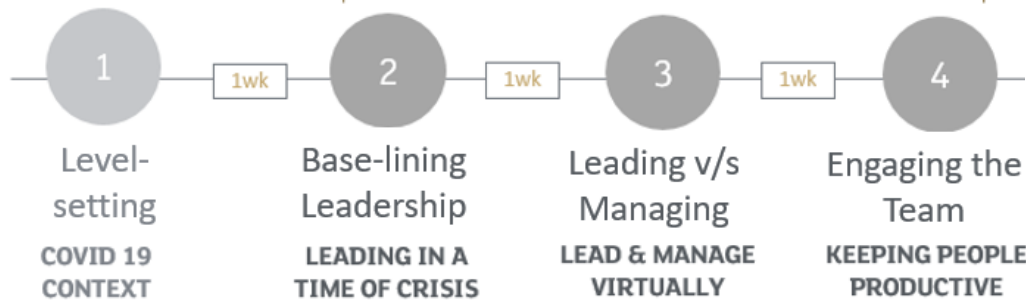 1
1wk
2
1wk
3
1wk
4
Level-
setting
COVID 19
CONTEXT
Base-lining
Leadership
LEADING IN A
TIME OF CRISIS
Leading v/s
Managing
LEAD & MANAGE
VIRTUALLY
Engaging the
Team
KEEPING PEOPLE
PRODUCTIVE